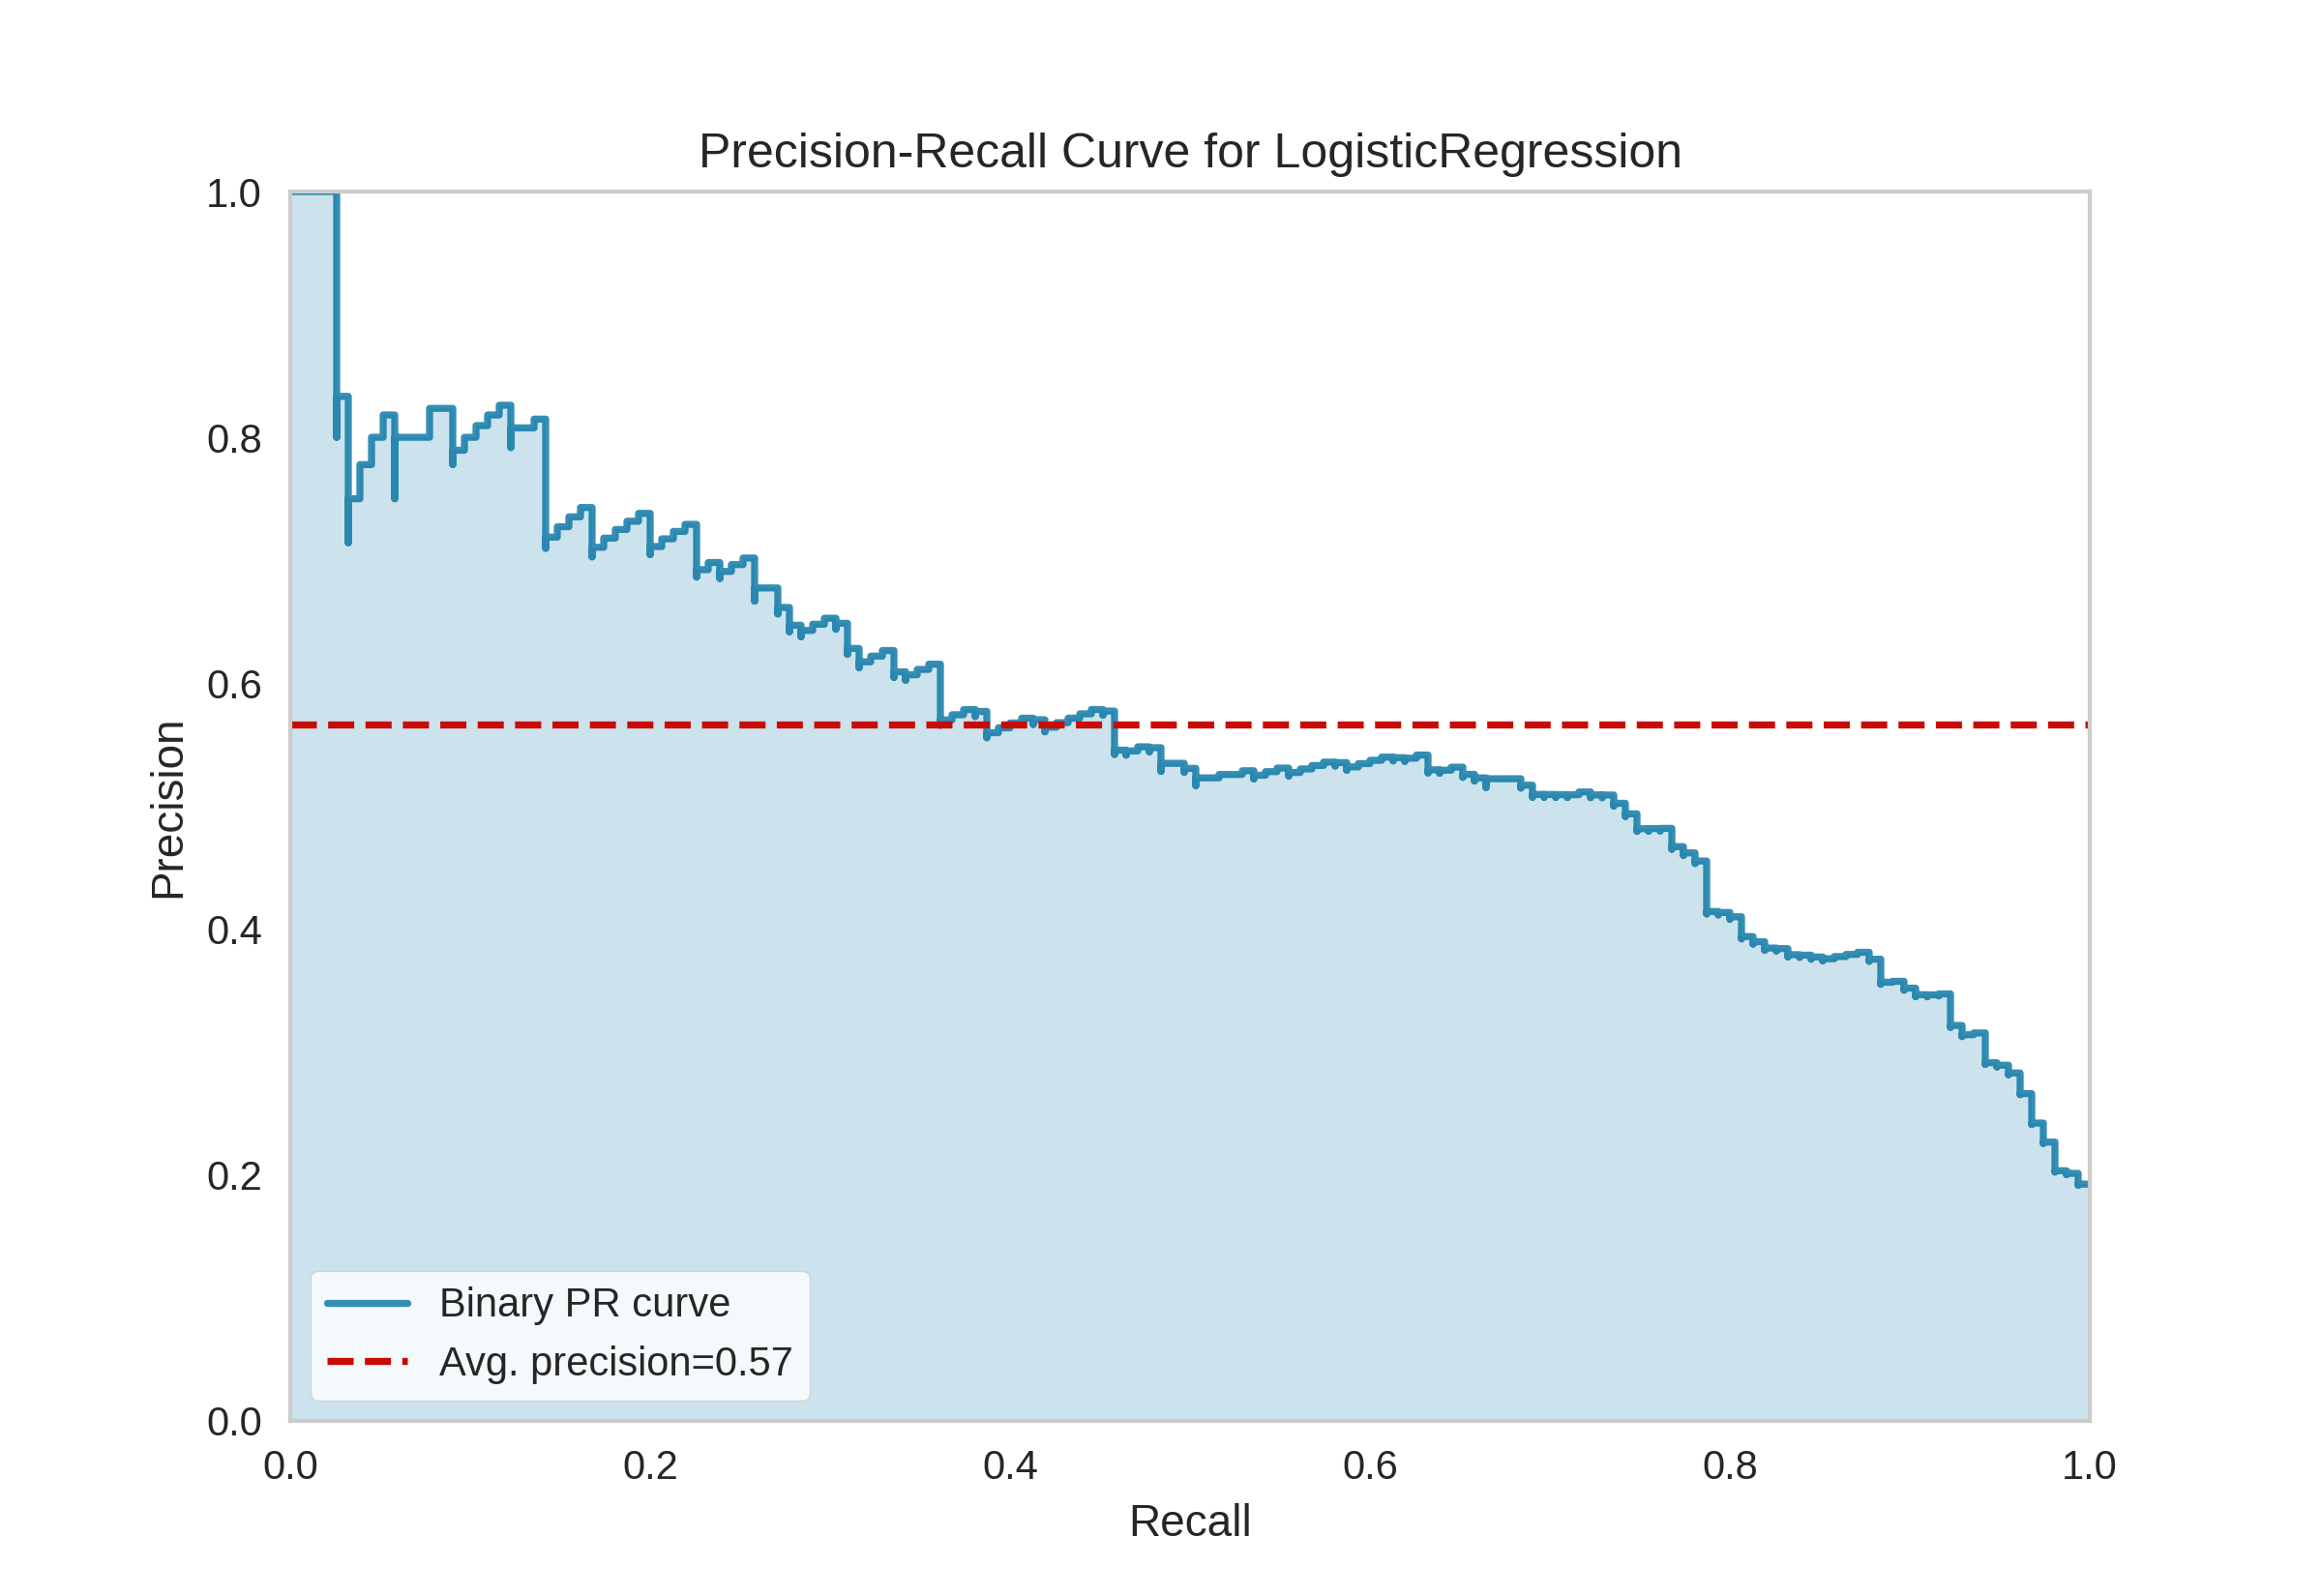 Precision-Recall Curve for LogisticRegression
1.0
0.8
0.6
0.4
0.2
0.0
Precision
Binary PR curve
Avg. precision=0.57
0.0 0.2 0.4 0.6 0.8 1.0
Recall